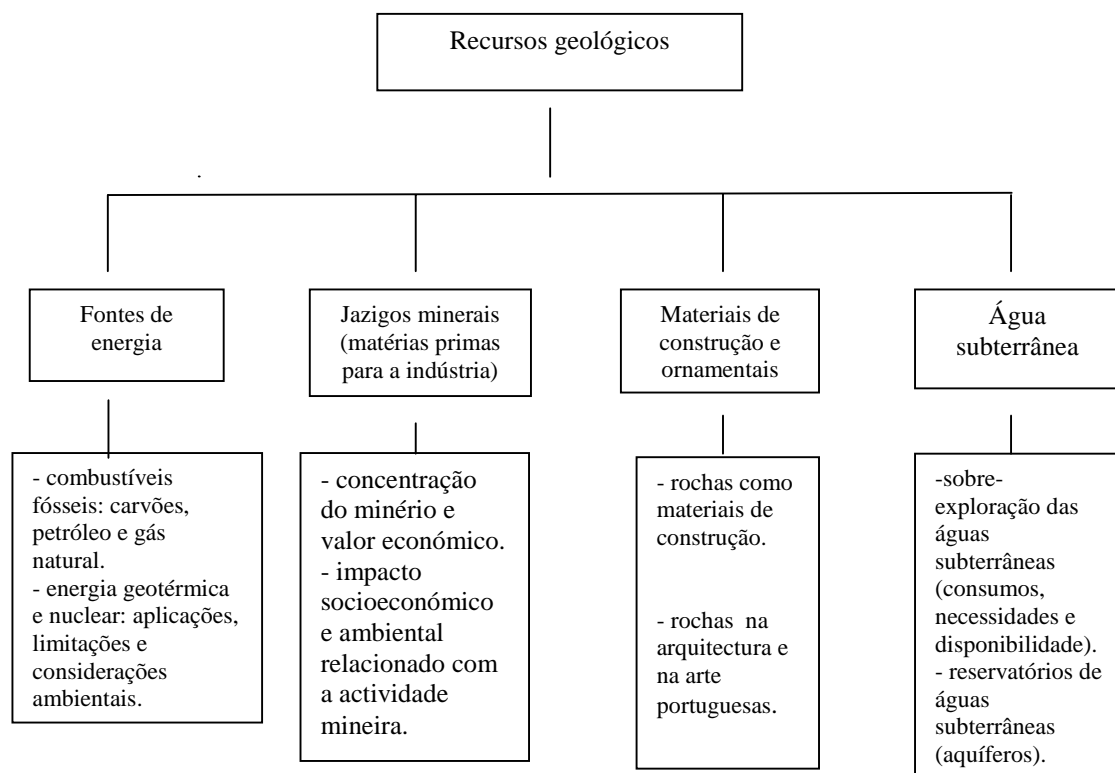 Recursos geológicos
Fontes de
energia
Jazigos minerais
(matérias primas
para a indústria)
Materiais de
construção e
ornamentais
Água
subterrânea
- combustíveis
fósseis: carvões,
petróleo e gás
natural.
- energia geotérmica
e nuclear: aplicações,
limitações e
considerações
ambientais.
- concentração
do minério e
valor económico.
- impacto
socioeconómico
e ambiental
relacionado com
a actividade
mineira.
- rochas como
materiais de
construção.
- rochas na
arquitectura e
na arte
portuguesas.
-sobre-
exploração das
águas
subterrâneas
(consumos,
necessidades e
disponibilidade).
- reservatórios de
águas
subterrâneas
(aquíferos).